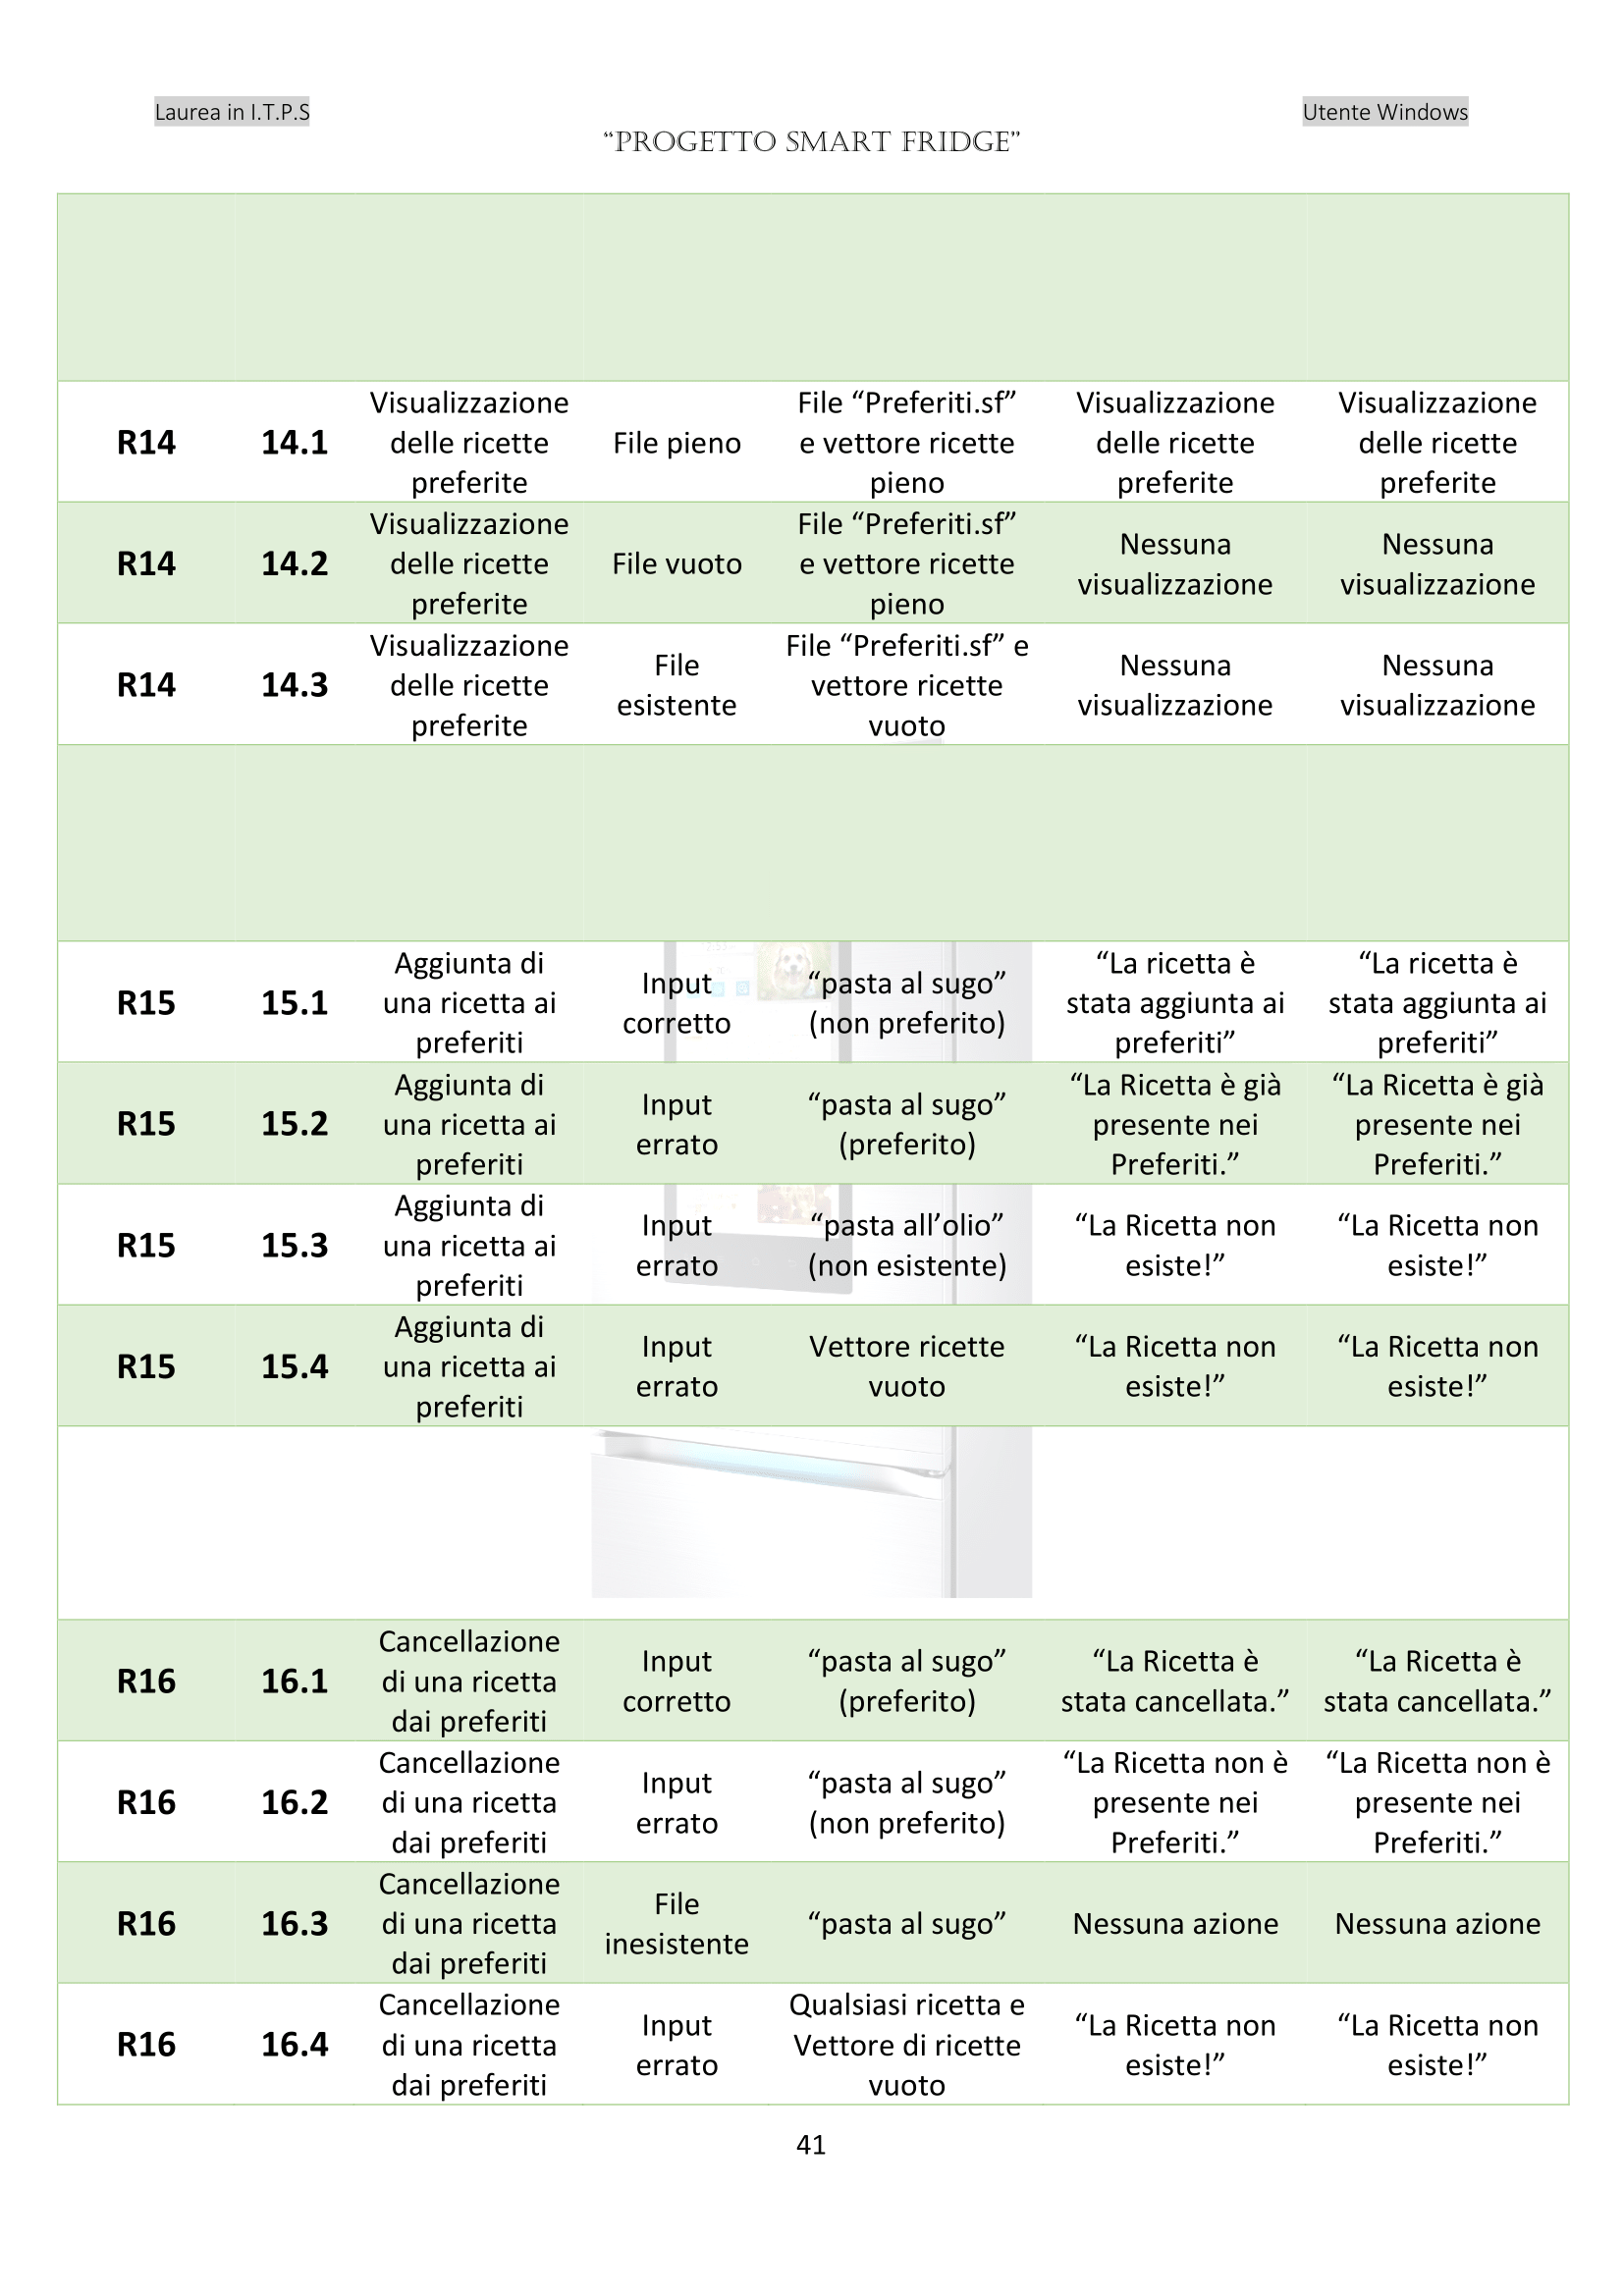 Laurea in I.T.P.S
Utente Windows
“PROGETTO SMART FRIDGE”
R14
14.1
Visualizzazione
delle ricette
preferite
File pieno
File “Preferiti.sf”
e vettore ricette
pieno
Visualizzazione
delle ricette
preferite
Visualizzazione
delle ricette
preferite
R14
14.2
Visualizzazione
delle ricette
preferite
File vuoto
File “Preferiti.sf”
e vettore ricette
pieno
Nessuna
visualizzazione
Nessuna
visualizzazione
R14
14.3
Visualizzazione
delle ricette
preferite
File
esistente
File “Preferiti.sf” e
vettore ricette
vuoto
Nessuna
visualizzazione
Nessuna
visualizzazione
R15
15.1
Aggiunta di
una ricetta ai
preferiti
Input
corretto
“pasta al sugo”
(non preferito)
“La ricetta è
stata aggiunta ai
preferiti”
“La ricetta è
stata aggiunta ai
preferiti”
R15
15.2
Aggiunta di
una ricetta ai
preferiti
Input
errato
“pasta al sugo”
(preferito)
“La Ricetta è già
presente nei
Preferiti.”
“La Ricetta è già
presente nei
Preferiti.”
R15
15.3
Aggiunta di
una ricetta ai
preferiti
Input
errato
“pasta all’olio”
(non esistente)
“La Ricetta non
esiste!”
“La Ricetta non
esiste!”
R15
15.4
Aggiunta di
una ricetta ai
preferiti
Input
errato
Vettore ricette
vuoto
“La Ricetta non
esiste!”
“La Ricetta non
esiste!”
R16
16.1
Cancellazione
di una ricetta
dai preferiti
Input
corretto
“pasta al sugo”
(preferito)
“La Ricetta è
stata cancellata.”
“La Ricetta è
stata cancellata.”
R16
16.2
Cancellazione
di una ricetta
dai preferiti
Input
errato
“pasta al sugo”
(non preferito)
“La Ricetta non è
presente nei
Preferiti.”
“La Ricetta non è
presente nei
Preferiti.”
R16
16.3
Cancellazione
di una ricetta
dai preferiti
File
inesistente
“pasta al sugo”
Nessuna azione
Nessuna azione
R16
16.4
Cancellazione
di una ricetta
dai preferiti
Input
errato
Qualsiasi ricetta e
Vettore di ricette
vuoto
“La Ricetta non
esiste!”
“La Ricetta non
esiste!”
41